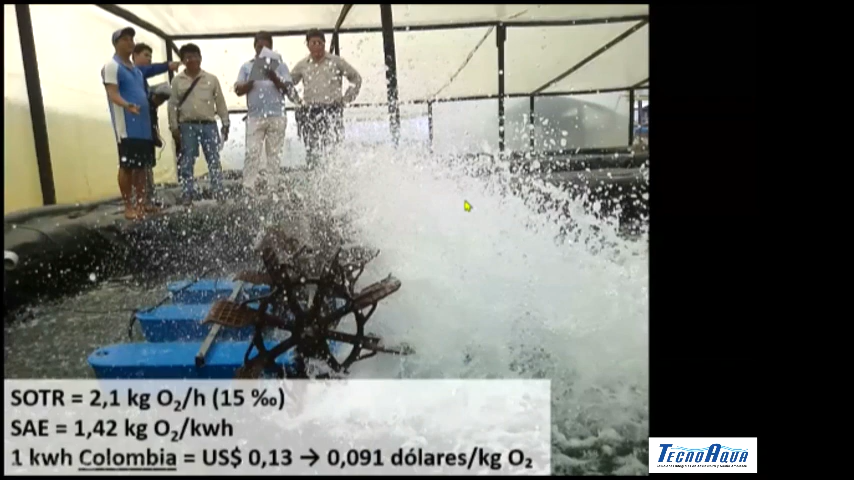 SOTR = 2,1 kg O₂/h (15 ‰)
SAE = 1,42 kg O₂/kwh
1 kwh Colombia = US$ 0,13 → 0,091 dólares/kg O₂
TECNOAQUA